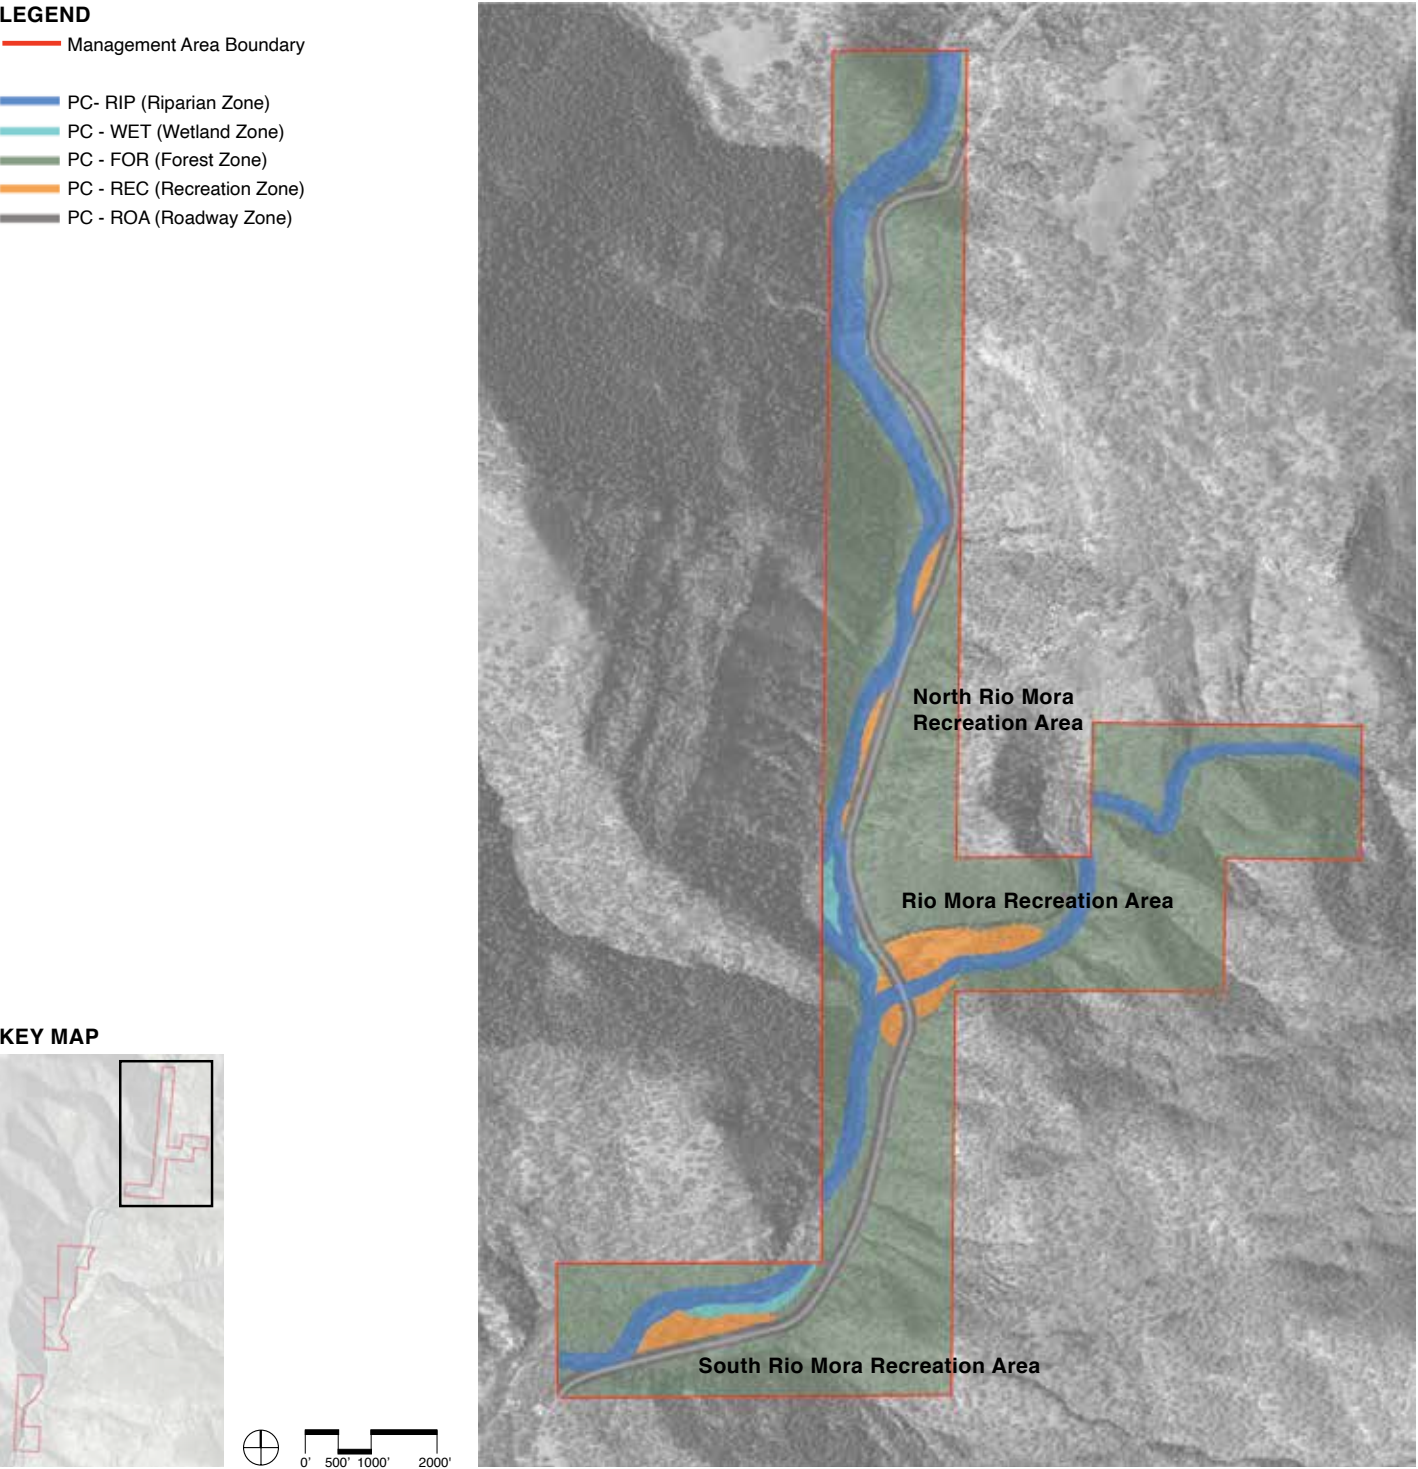 LEGEND
Management Area Boundary
PC- RIP (Riparian Zone)
PC - WET (Wetland Zone)
PC - FOR (Forest Zone)
PC - REC (Recreation Zone)
PC - ROA (Roadway Zone)
North Rio Mora
Recreation Area
Rio Mora Recreation Area
South Rio Mora Recreation Area
KEY MAP
0' 500' 1000' 2000'